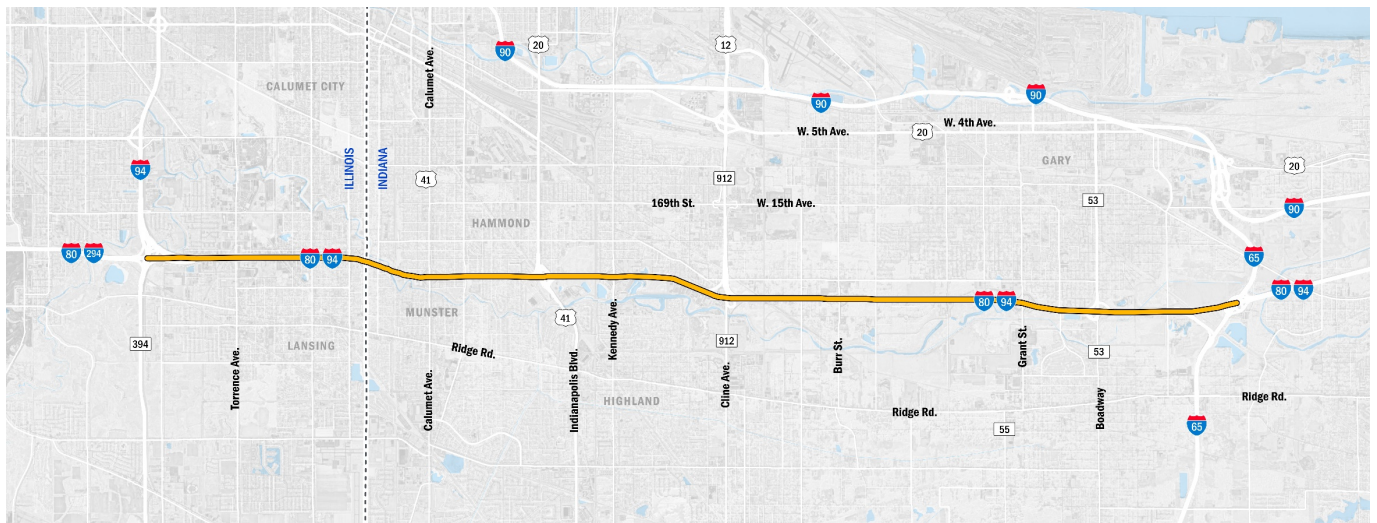 CALUMET CITY
Calumet Ave.
90
20
12
90
90
W. 5th Ave.
20
W. 4th Ave.
94
ILLINOIS
INDIANA
41
912
GARY
20
169th St.
W. 15th Ave.
53
90
HAMMOND
80
294
80
94
65
80
94
80
94
MUNSTER
41
Kennedy Ave.
394
LANSING
Ridge Rd.
912
Burr St.
Grant St.
53
Torrence Ave.
Calumet Ave.
Indianapolis Blvd.
HIGHLAND
Cline Ave.
Ridge Rd.
Boadway
Ridge Rd.
55
65